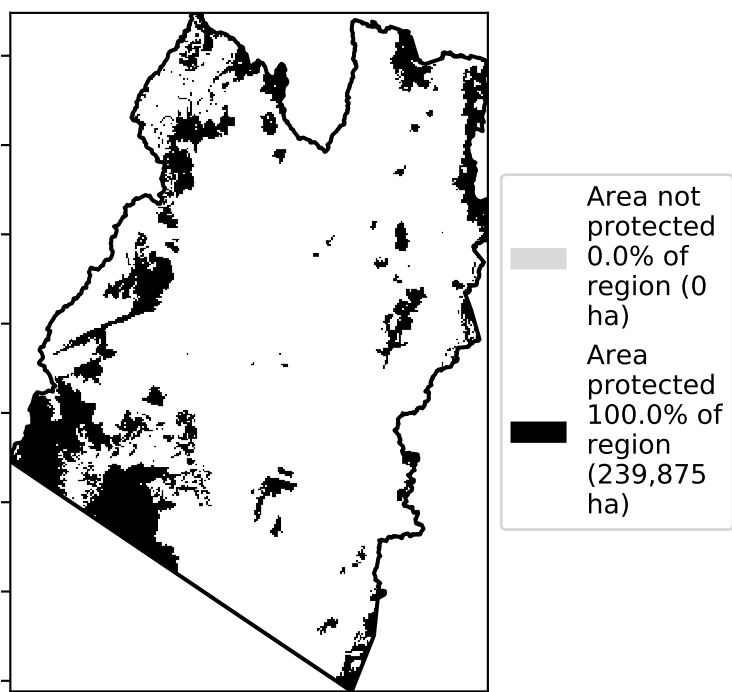 Area not
protected
0.0% of
region (0
ha)
Area
protected
100.0% of
region
(239,875
ha)